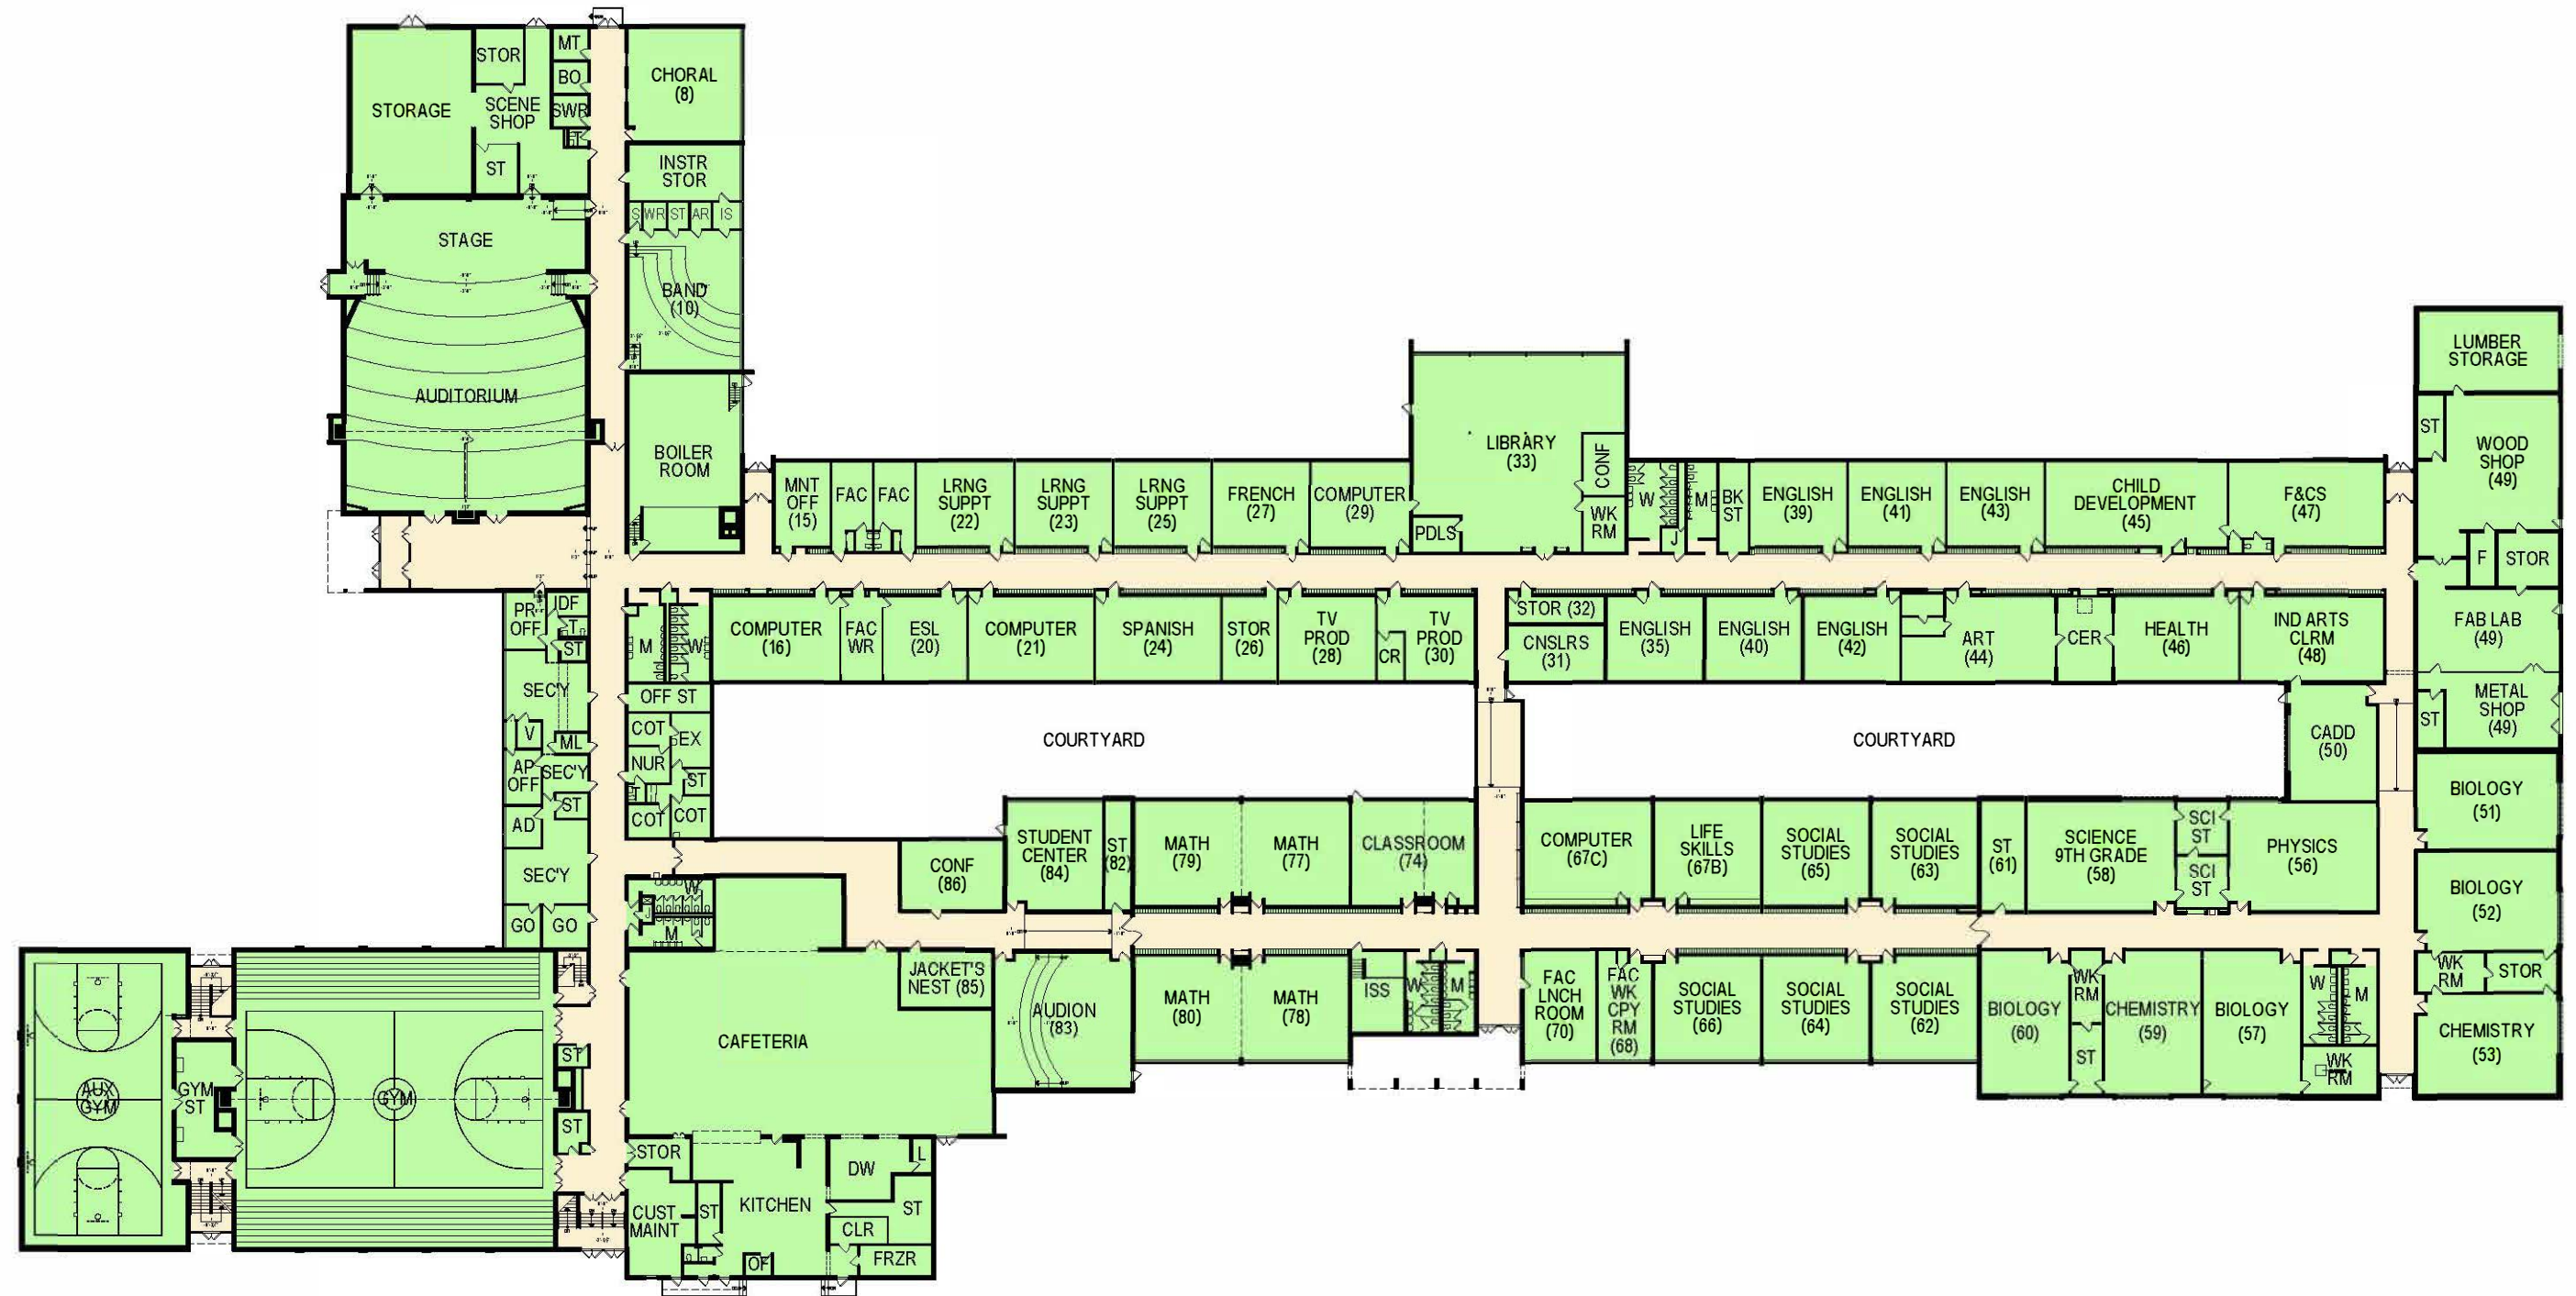 STORAGE
STOR
SCENE
SHOP
ST
MT
BO
SWR
T
CHORAL
(8)
INSTR
STOR
S
WR
ST
AR
IS
STAGE
BAND
(10)
AUDITORIUM
BOILER
ROOM
MNT
OFF
(15)
FAC
FAC
LRNG
SUPPT
(22)
LRNG
SUPPT
(23)
LRNG
SUPPT
(25)
FRENCH
(27)
COMPUTER
(29)
LIBRARY
(33)
CONF
WK
RM
PDLS
W
J
M
BK
ST
ENGLISH
(39)
ENGLISH
(41)
ENGLISH
(43)
CHILD
DEVELOPMENT
(45)
F&CS
(47)
LUMBER
STORAGE
ST
WOOD
SHOP
(49)
F
STOR
FAB LAB
(49)
METAL
SHOP
(49)
ST
PR
OFF
IDF
T
ST
SEC'Y
V
ML
AP
OFF
SEC'Y
ST
AD
SEC'Y
GO
GO
M
W
COMPUTER
(16)
FAC
WR
ESL
(20)
COMPUTER
(21)
SPANISH
(24)
STOR
(26)
TV
PROD
(28)
CR
TV
PROD
(30)
STOR (32)
CNSLRS
(31)
ENGLISH
(35)
ENGLISH
(40)
ENGLISH
(42)
ART
(44)
CER
HEALTH
(46)
IND ARTS
CLRM
(48)
OFF ST
COT
EX
NUR
ST
T
COT
COT
COURTYARD
COURTYARD
CADD
(50)
BIOLOGY
(51)
BIOLOGY
(52)
WK
RM
STOR
CHEMISTRY
(53)
CONF
(86)
STUDENT
CENTER
(84)
ST
(82)
MATH
(79)
MATH
(77)
CLASSROOM
(74)
COMPUTER
(67C)
LIFE
SKILLS
(67B)
SOCIAL
STUDIES
(65)
SOCIAL
STUDIES
(63)
ST
(61)
SCIENCE
9TH GRADE
(58)
SCI
ST
SCI
ST
PHYSICS
(56)
W
J
M
JACKET'S
NEST (85)
AUDION
(83)
MATH
(80)
MATH
(78)
ISS
W
M
FAC
LNCH
ROOM
(70)
FAC
WK
CPY
RM
(68)
SOCIAL
STUDIES
(66)
SOCIAL
STUDIES
(64)
SOCIAL
STUDIES
(62)
BIOLOGY
(60)
WK
RM
ST
CHEMISTRY
(59)
BIOLOGY
(57)
W
M
WK
RM
AUX
GYM
GYM
ST
GYM
ST
ST
CAFETERIA
STOR
CUST
MAINT
ST
KITCHEN
OF
DW
L
ST
CLR
FRZR